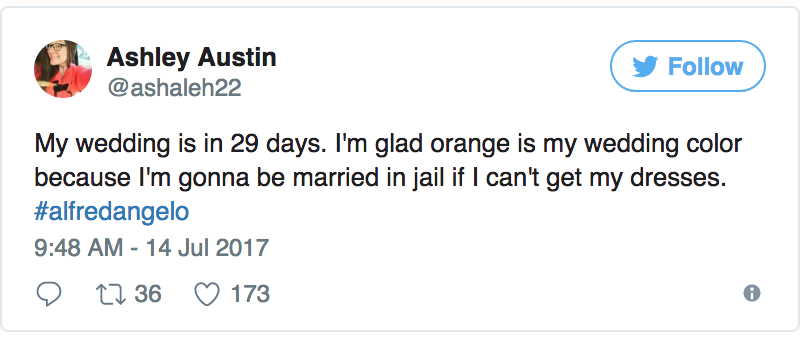 Ashley Austin
@ashaleh22
Follow
My wedding is in 29 days. I'm glad orange is my wedding color
because I'm gonna be married in jail if I can't get my dresses.
#alfredangelo
9:48 AM - 14 Jul 2017
36 173